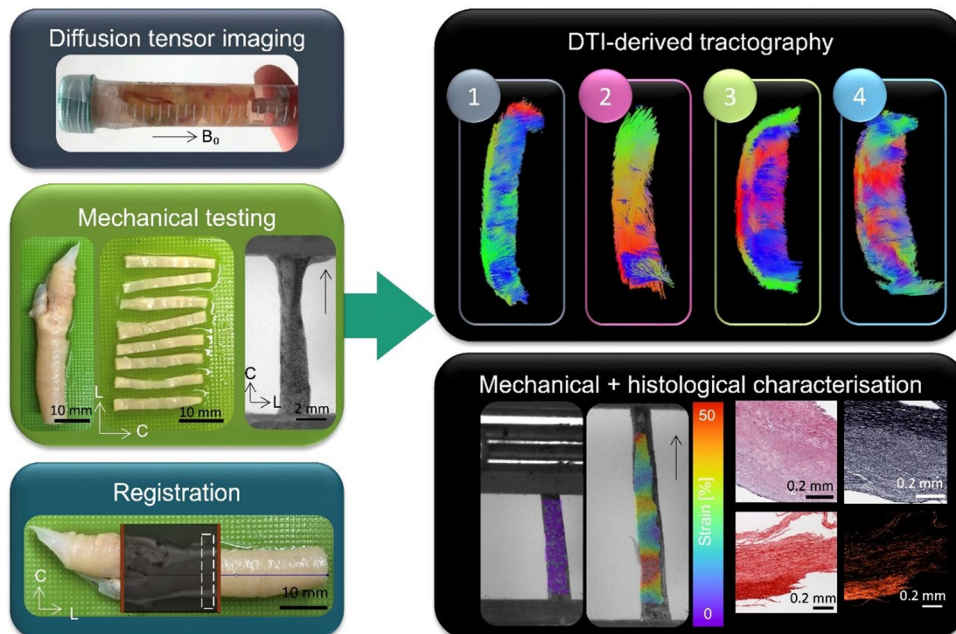 Diffusion tensor imaging
B₀
Mechanical testing
10 mm
L
C
10 mm
C
L
2 mm
Registration
C
L
10 mm
DTI-derived tractography
1
2
3
4
Mechanical + histological characterisation
50
Strain [%]
0
0.2 mm
0.2 mm
0.2 mm
0.2 mm